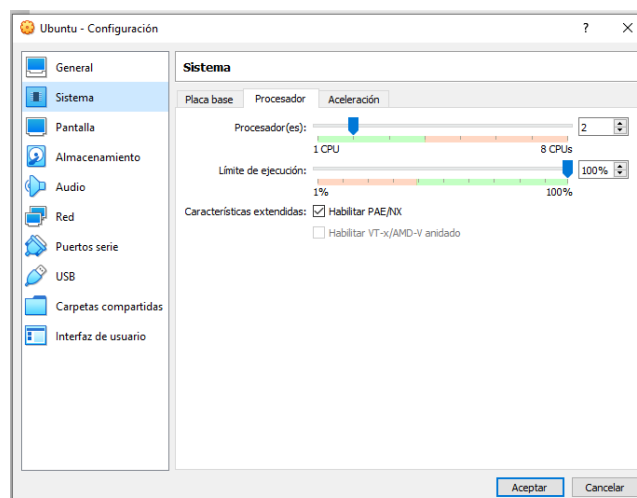 Ubuntu - Configuración
?
General
Sistema
Pantalla
Almacenamiento
Audio
Red
Puertos serie
USB
Carpetas compartidas
Interfaz de usuario
Sistema
Placa base Procesador Aceleración
Procesador(es): 2
1 CPU 8 CPUs
Límite de ejecución: 100%
1% 100%
Características extendidas: Habilitar PAE/NX
Habilitar VT-x/AMD-V anidado
Aceptar Cancelar